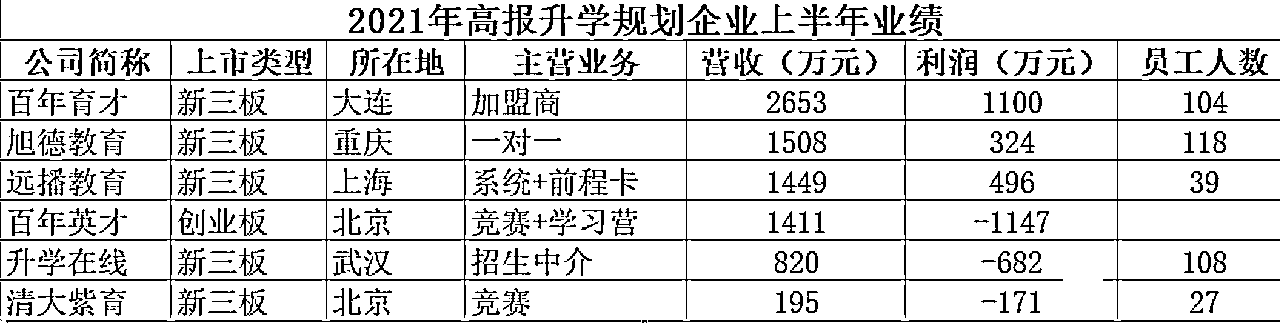 2021年高报升学规划企业上半年业绩
公司简称 上市类型 所在地 主营业务 营收（万元） 利润（万元） 员工人数
百年育才 新三板 大连 加盟商 2653 1100 104
旭德教育 新三板 重庆 一对一 1508 324 118
远播教育 新三板 上海 系统+前程卡 1449 496 39
百年英才 创业板 北京 竞赛+学习营 1411 -1147
升学在线 新三板 武汉 招生中介 820 -682 108
清大紫育 新三板 北京 竞赛 195 -171 27